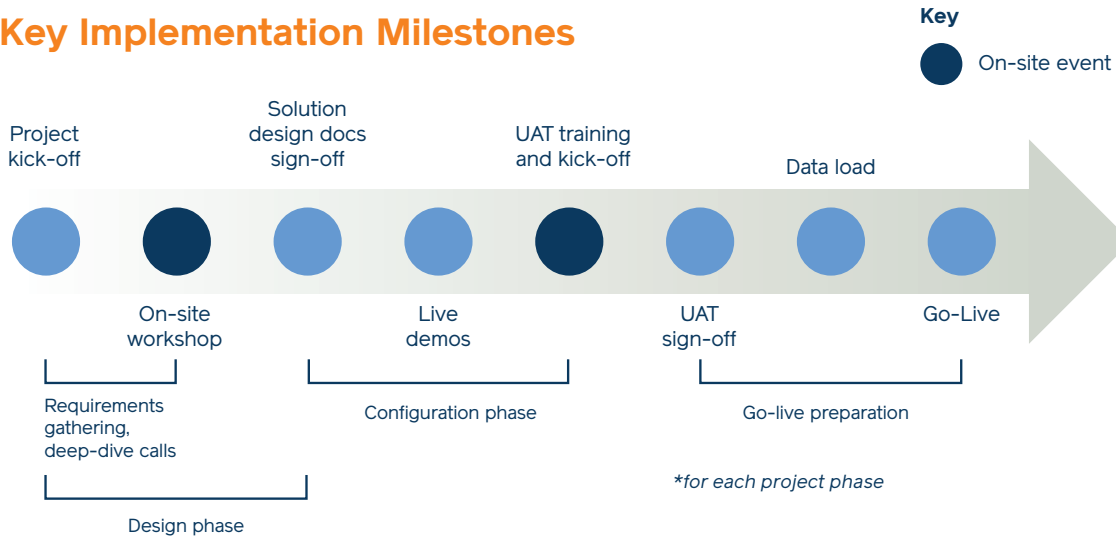 Key Implementation Milestones
Key
On-site event
Project
kick-off
Solution
design docs
sign-off
UAT training
and kick-off
Data load
On-site
workshop
Live
demos
UAT
sign-off
Go-Live
Requirements
gathering,
deep-dive calls
Configuration phase
Go-live preparation
*for each project phase
Design phase